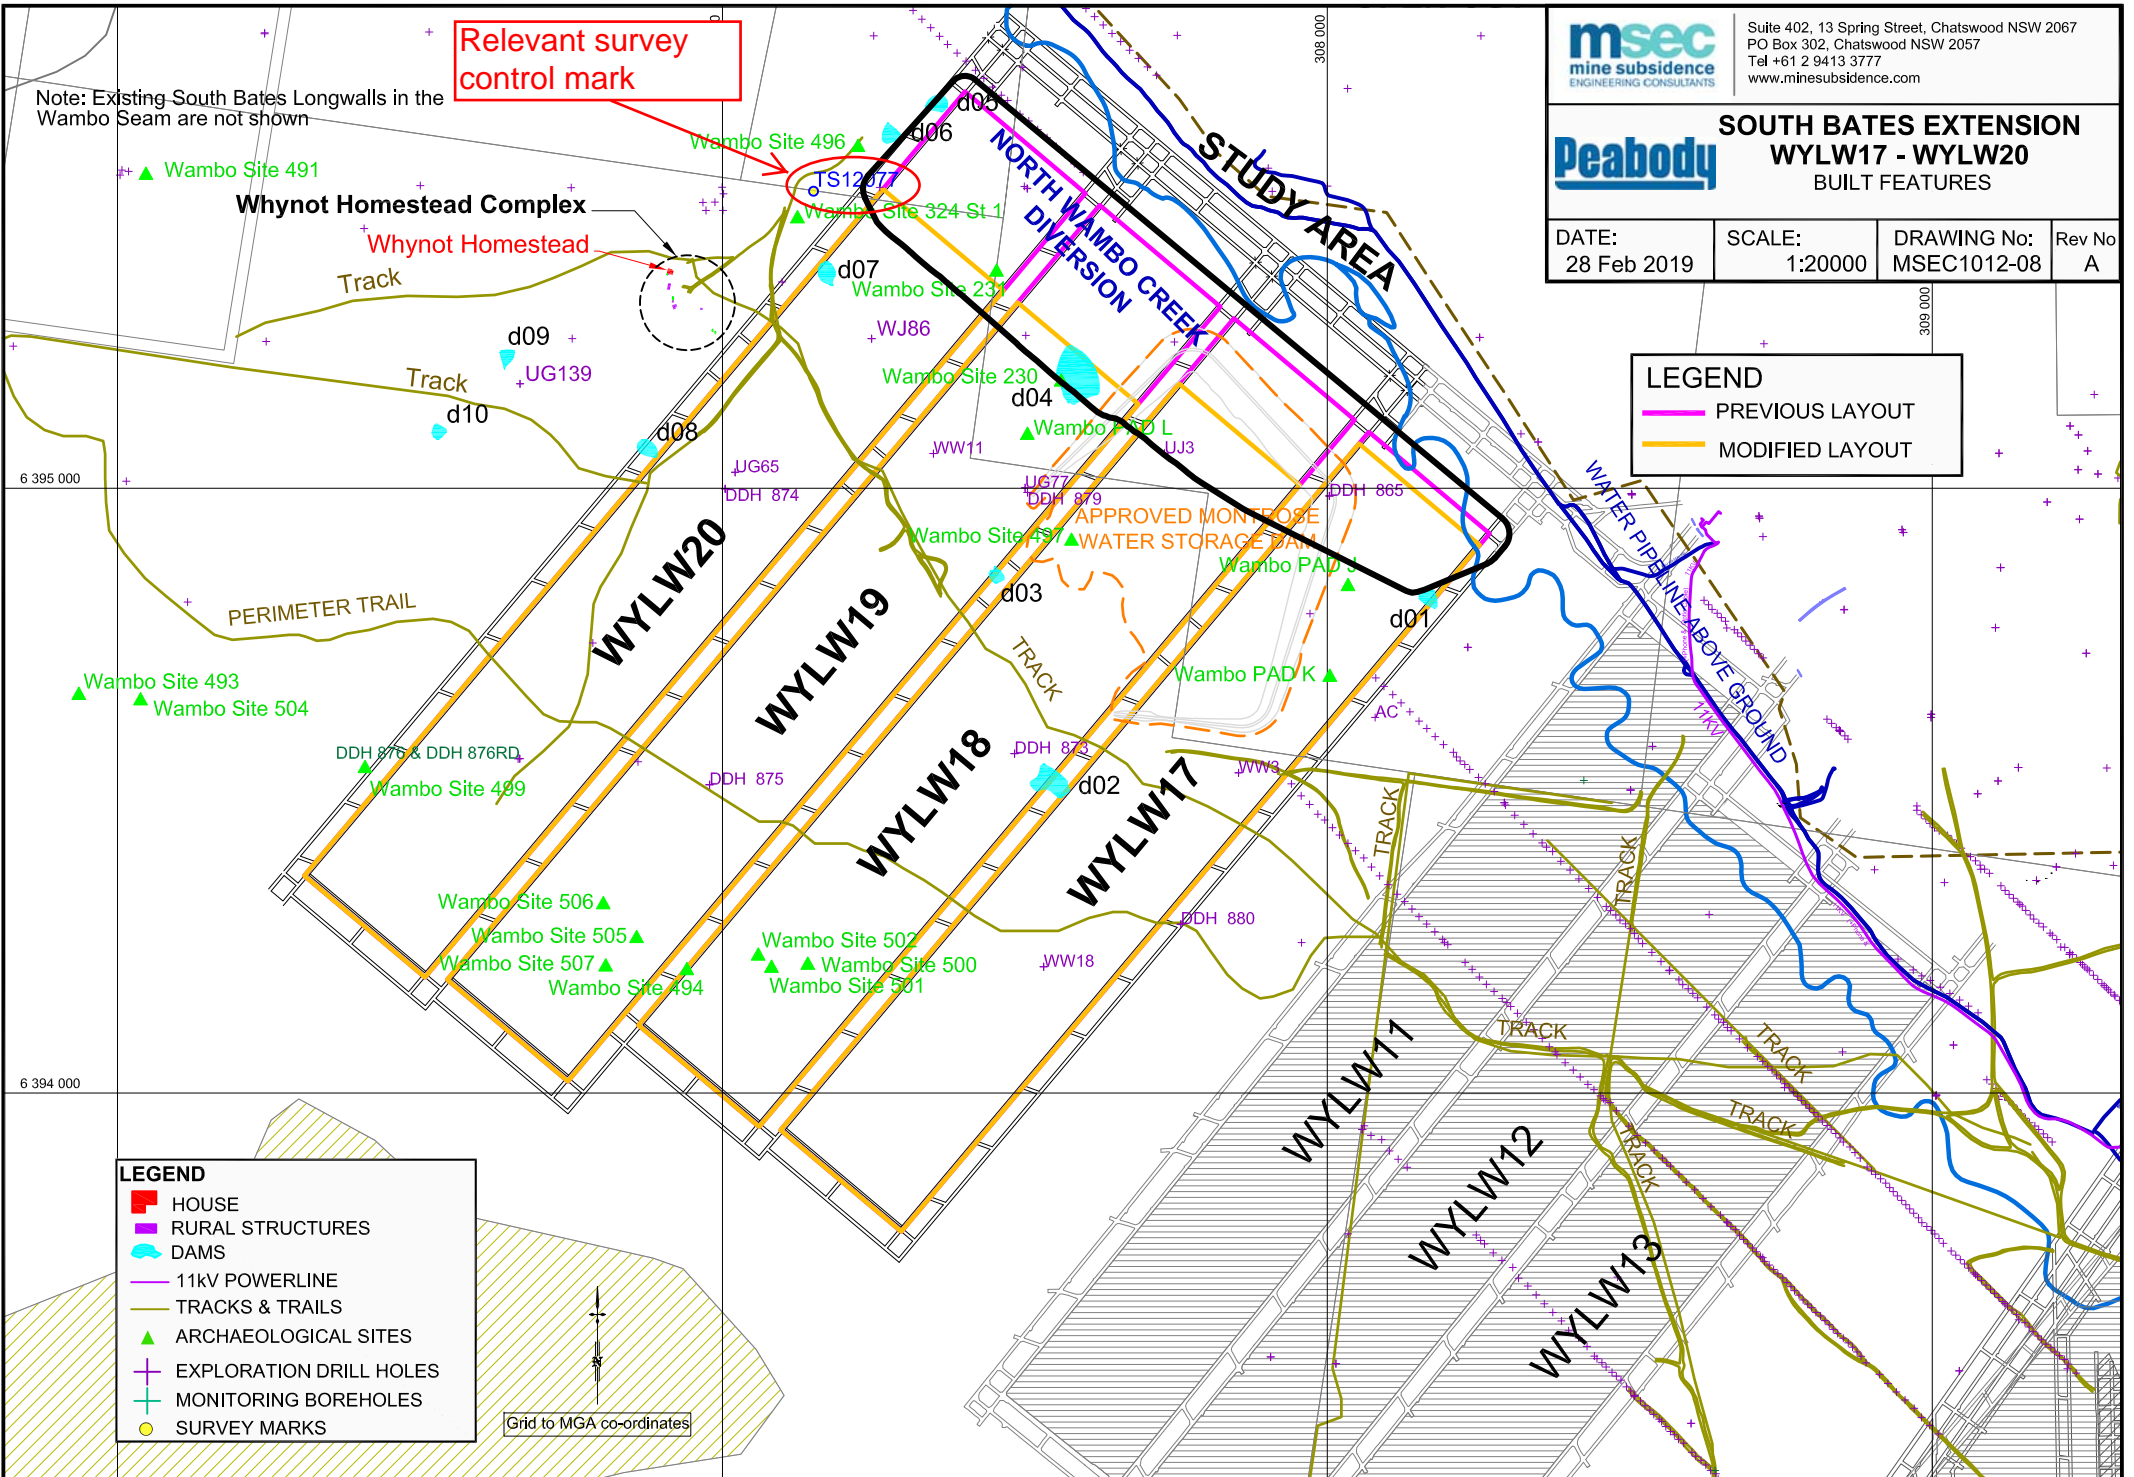 Relevant survey
control mark
Note: Existing South Bates Longwalls in the
Wambo Seam are not shown
msec
mine subsidence
ENGINEERING CONSULTANTS
Suite 402, 13 Spring Street, Chatswood NSW 2067
PO Box 302, Chatswood NSW 2057
Tel +61 2 9413 3777
www.minesubsidence.com
Peabody
SOUTH BATES EXTENSION
WYLW17 - WYLW20
BUILT FEATURES
DATE:
28 Feb 2019
SCALE:
1:20000
DRAWING No:
MSEC1012-08
Rev No
A
308 000
309 000
6 395 000
6 394 000
LEGEND
PREVIOUS LAYOUT
MODIFIED LAYOUT
Wambo Site 491
Wambo Site 496
TS12077
Wambo Site 324 St 1
Whynot Homestead Complex
Whynot Homestead
Track
Track
d05
d06
d07
Wambo Site 231
WJ86
d09
UG139
d10
d08
Wambo Site 230
d04
Wambo PAD L
WW11
UJ3
UG65
DDH 874
UG77
DDH 879
DDH 865
APPROVED MONTROSE
WATER STORAGE DAM
Wambo Site 497
Wambo PAD J
d03
d01
Wambo PAD K
AC
STUDY AREA
NORTH WAMBO CREEK
DIVERSION
WATER PIPELINE ABOVE GROUND
11KV
PERIMETER TRAIL
TRACK
WYLW20
WYLW19
WYLW18
WYLW17
Wambo Site 493
Wambo Site 504
DDH 876 & DDH 876RD
Wambo Site 499
DDH 875
DDH 873
d02
WW3
DDH 880
WW18
Wambo Site 506
Wambo Site 505
Wambo Site 507
Wambo Site 494
Wambo Site 502
Wambo Site 500
Wambo Site 501
TRACK
TRACK
TRACK
TRACK
TRACK
TRACK
WYLW11
WYLW12
WYLW13
LEGEND
HOUSE
RURAL STRUCTURES
DAMS
11kV POWERLINE
TRACKS & TRAILS
ARCHAEOLOGICAL SITES
EXPLORATION DRILL HOLES
MONITORING BOREHOLES
SURVEY MARKS
N
Grid to MGA co-ordinates